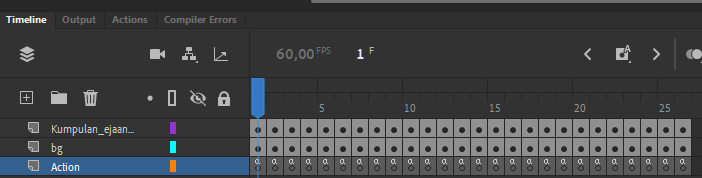 Timeline Output Actions Compiler Errors
60,00 FPS 1 F
5 10 15 20 25
Kumpulan_ejaan...
bg
Action